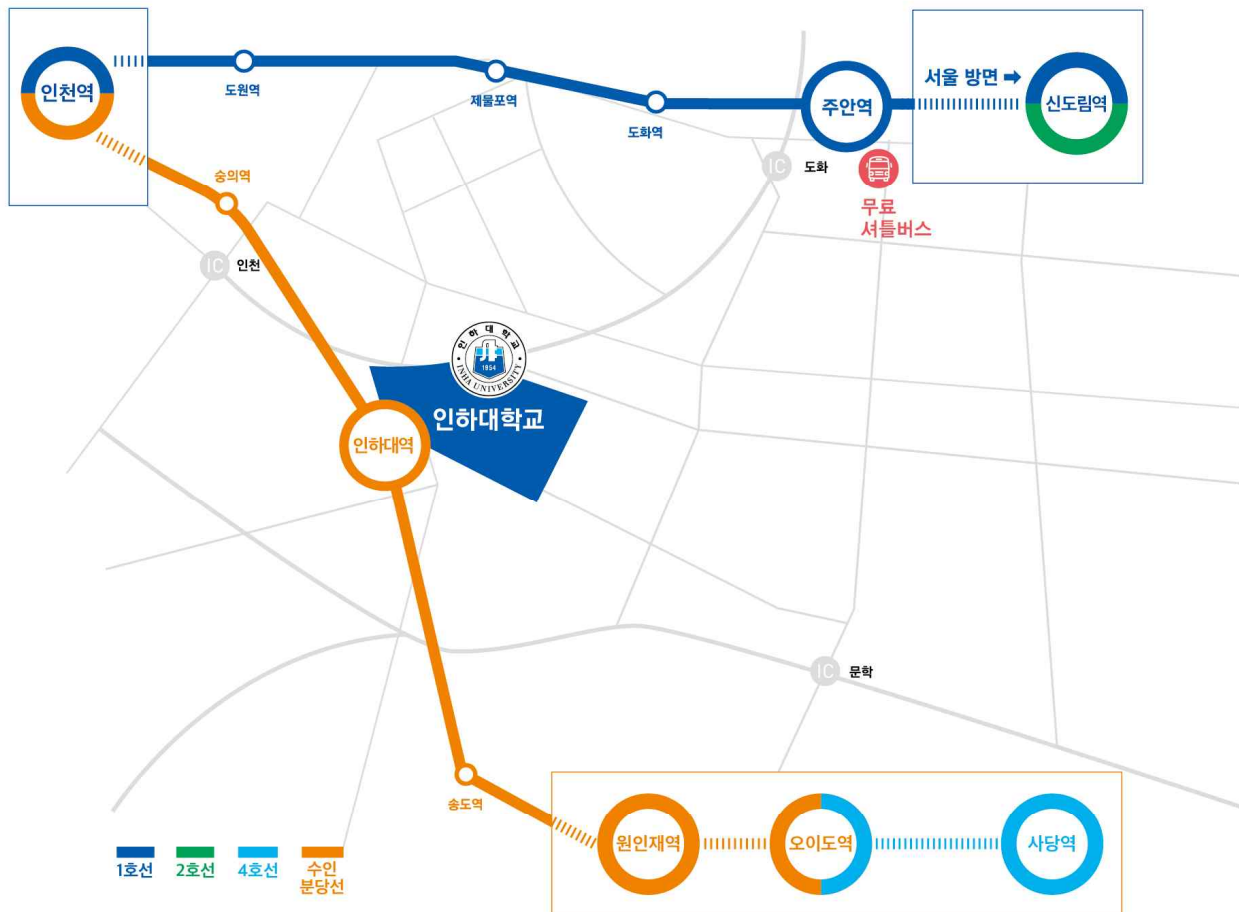 인천역
도원역
제물포역
도화역
주안역
서울 방면
신도림역
IC 도화
무료
셔틀버스
숭의역
IC 인천
인하대학교
INHA UNIVERSITY
1954
인하대학교
인하대역
IC 문학
송도역
원인재역
오이도역
사당역
1호선
2호선
4호선
수인
분당선